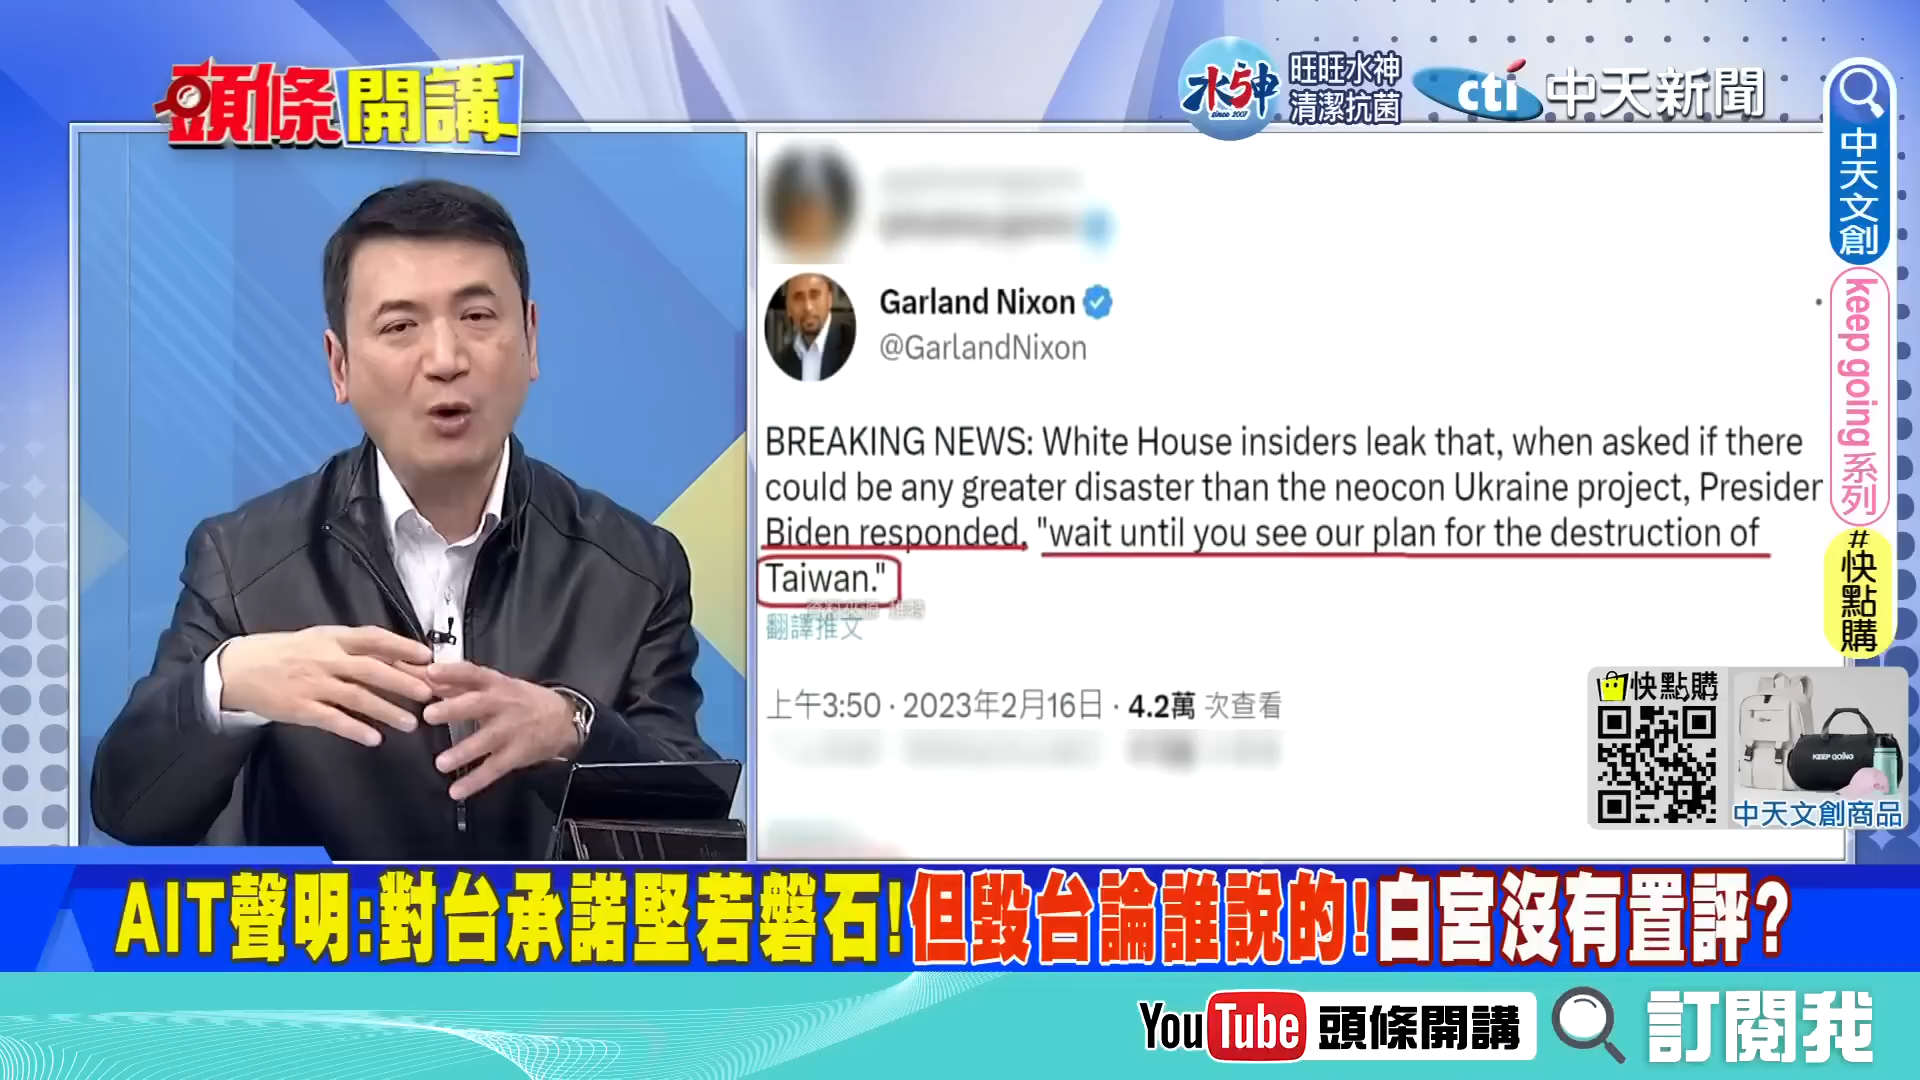 頭條開講
水神
since 2007
旺旺水神
清潔抗菌
cti 中天新聞
中天文創
keep going系列
#快點購
Garland Nixon
@GarlandNixon
BREAKING NEWS: White House insiders leak that, when asked if there
could be any greater disaster than the neocon Ukraine project, Presiden
Biden responded, "wait until you see our plan for the destruction of
Taiwan."
翻譯推文
上午3:50 · 2023年2月16日 · 4.2萬 次查看
快點購
KEEP GOING
中天文創商品
AIT聲明:對台承諾堅若磐石!但毀台論誰說的!白宮沒有置評?
YouTube 頭條開講
訂閱我